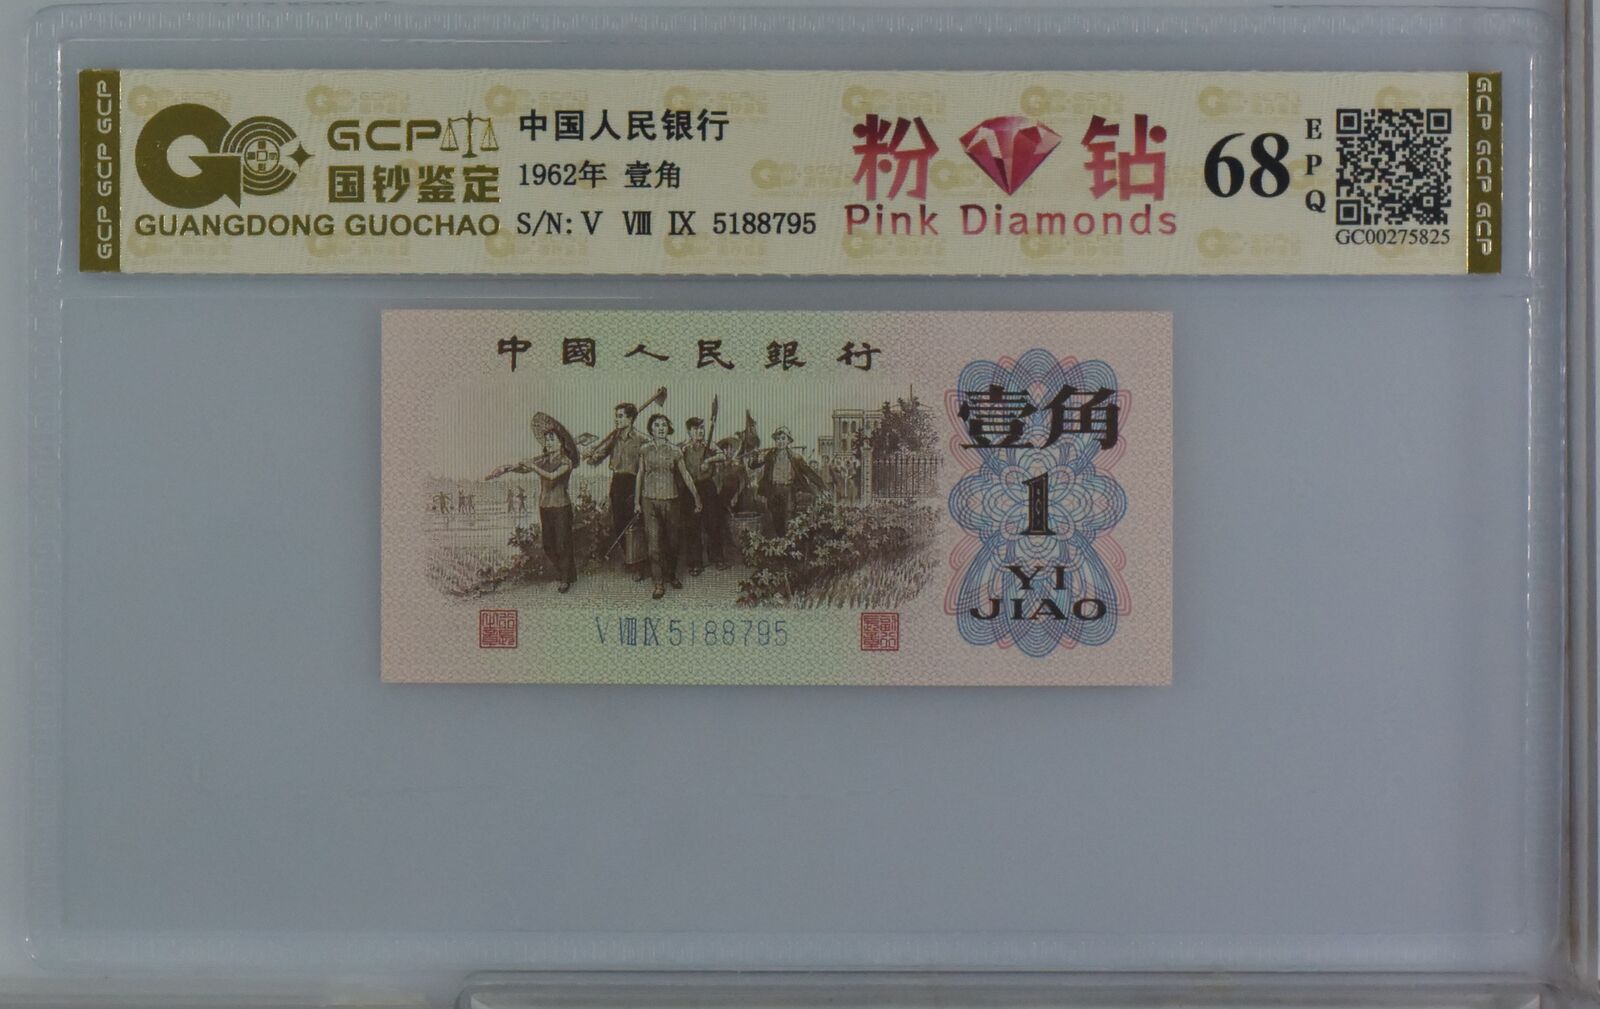 GCP GCP GCP
GCP
国钞鉴定
GUANGDONG GUOCHAO
中国人民银行
1962年 壹角
S/N: V VIII IX 5188795
粉 钻
Pink Diamonds
68
EPQ
GC00275825
GCP GCP GCP
中國人民銀行
壹角
1
YI
JIAO
V VIII IX 5188795